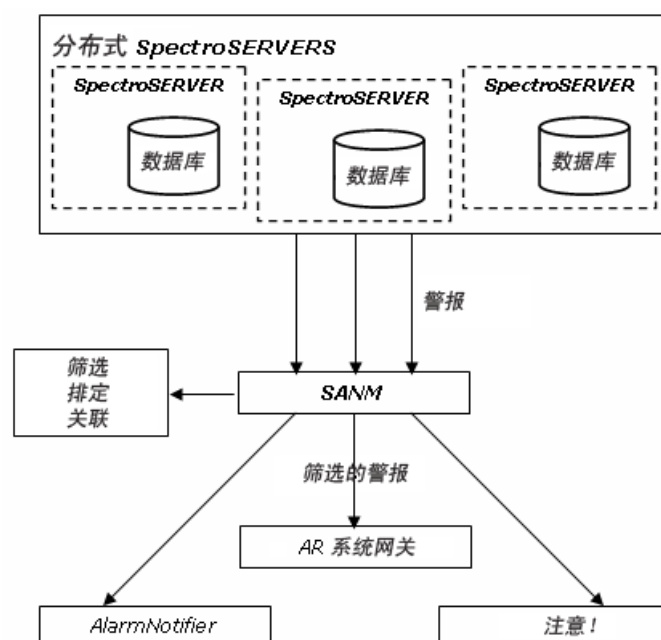 分布式 SpectroSERVERS
SpectroSERVER
SpectroSERVER
SpectroSERVER
数据库
数据库
数据库
警报
筛选
排定
关联
SANM
筛选的警报
AR 系统网关
AlarmNotifier
注意！